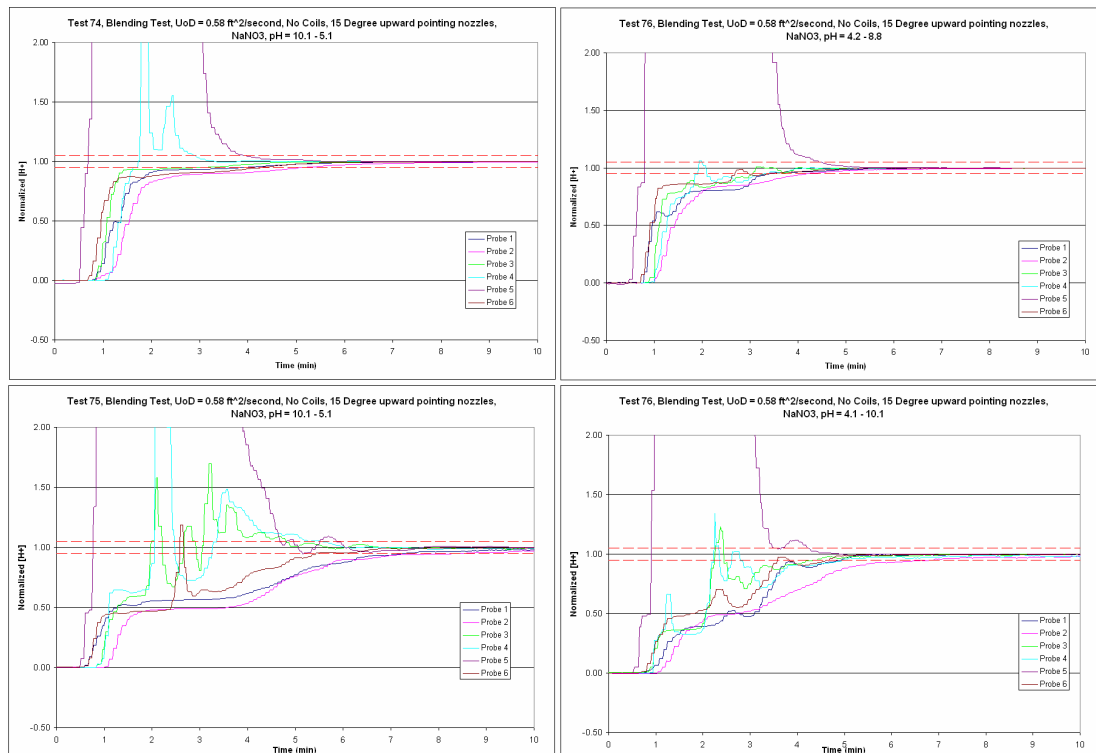 Test 74, Blending Test, UoD = 0.58 ft^2/second, No Coils, 15 Degree upward pointing nozzles,
NaNO3, pH = 10.1 - 5.1
2.00
1.50
1.00
0.50
0.00
-0.50
Normalized [H+]
0 1 2 3 4 5 6 7 8 9 10
Time (min)
Probe 1
Probe 2
Probe 3
Probe 4
Probe 5
Probe 6
Test 76, Blending Test, UoD = 0.58 ft^2/second, No Coils, 15 Degree upward pointing nozzles,
NaNO3, pH = 4.2 - 8.8
2.00
1.50
1.00
0.50
0.00
-0.50
Normalized [H+]
0 1 2 3 4 5 6 7 8 9 10
Time (min)
Probe 1
Probe 2
Probe 3
Probe 4
Probe 5
Probe 6
Test 75, Blending Test, UoD = 0.58 ft^2/second, No Coils, 15 Degree upward pointing nozzles,
NaNO3, pH = 10.1 - 5.1
2.00
1.50
1.00
0.50
0.00
-0.50
Normalized [H+]
0 1 2 3 4 5 6 7 8 9 10
Time (min)
Probe 1
Probe 2
Probe 3
Probe 4
Probe 5
Probe 6
Test 76, Blending Test, UoD = 0.58 ft^2/second, No Coils, 15 Degree upward pointing nozzles,
NaNO3, pH = 4.1 - 10.1
2.00
1.50
1.00
0.50
0.00
-0.50
Normalized [H+]
0 1 2 3 4 5 6 7 8 9 10
Time (min)
Probe 1
Probe 2
Probe 3
Probe 4
Probe 5
Probe 6